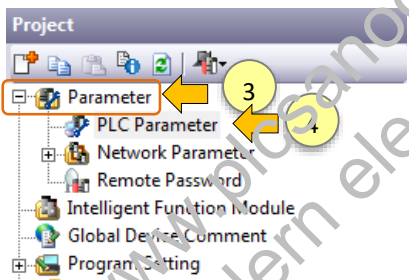 Project
Parameter
3
PLC Parameter
4
Network Parameter
Remote Password
Intelligent Function Module
Global Device Comment
Program Setting